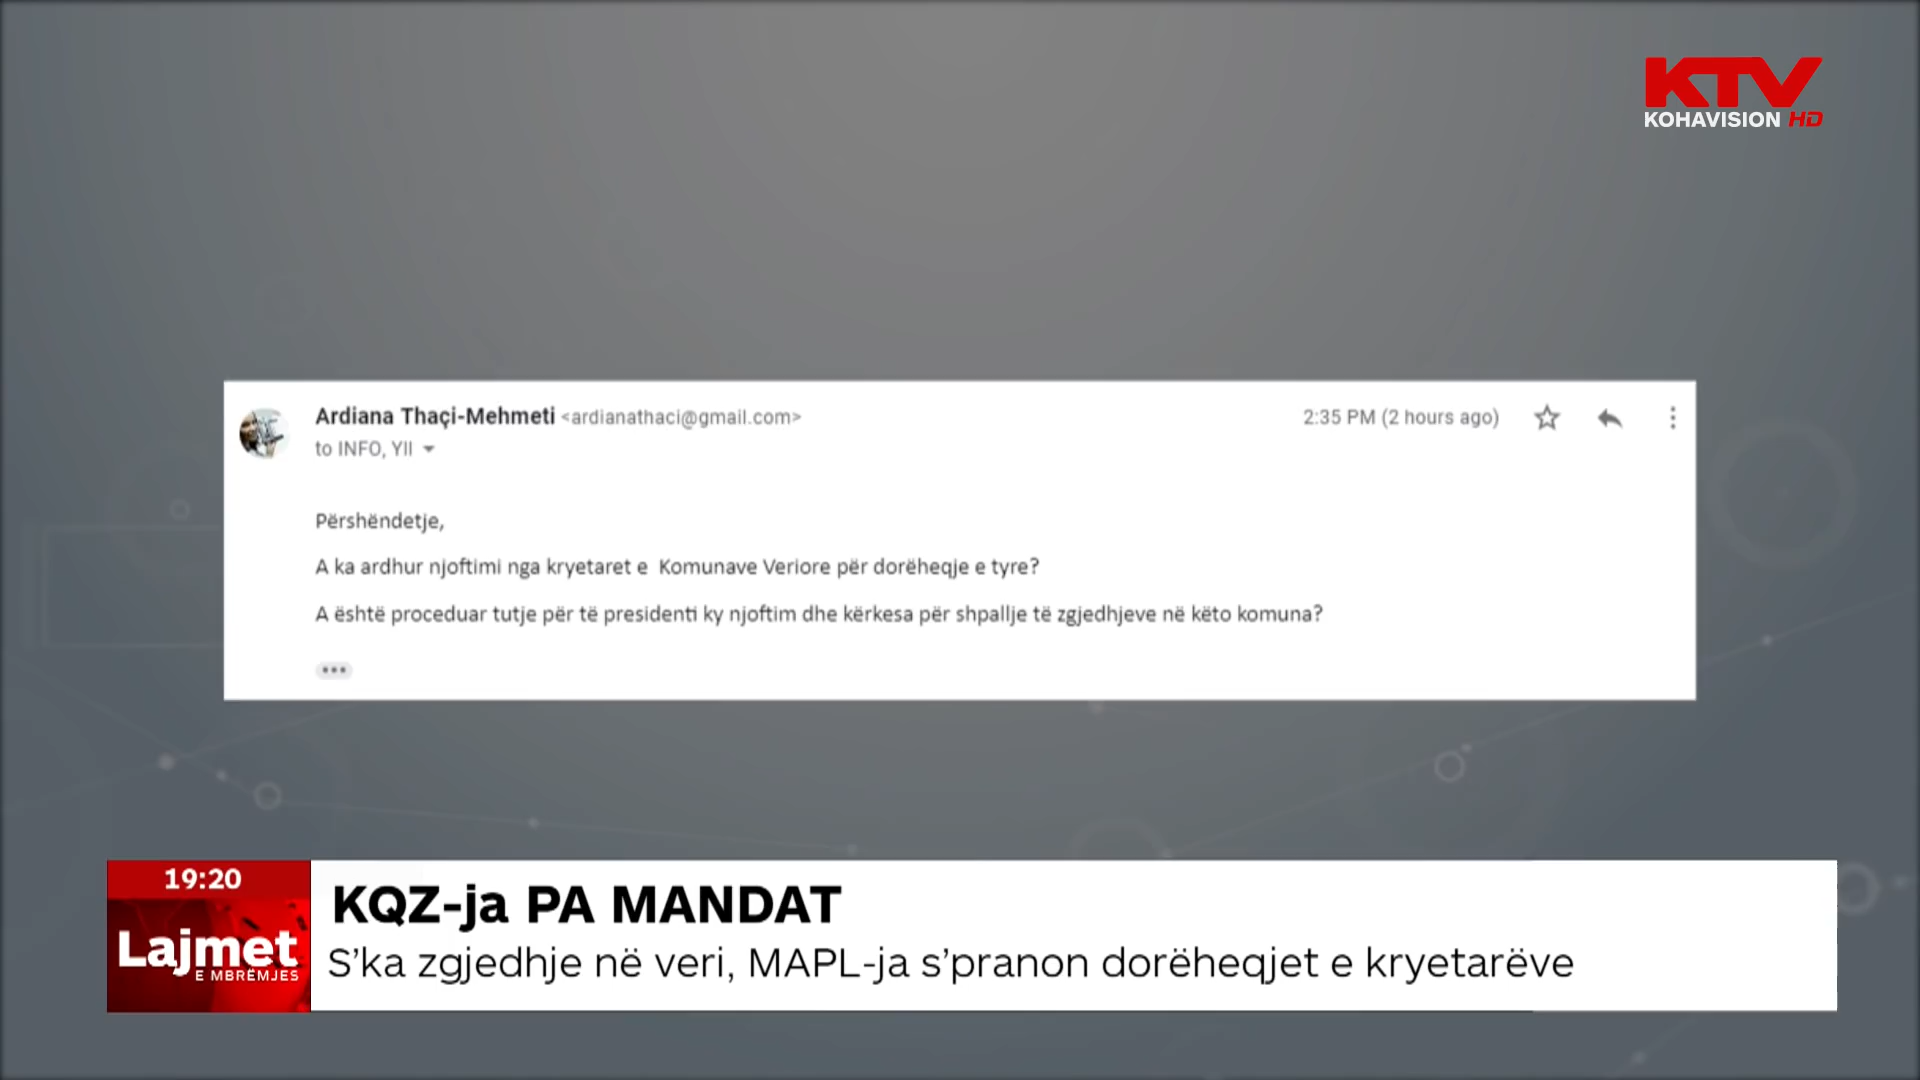 KTV
KOHAVISION HD
Ardiana Thaçi-Mehmeti <ardianathaci@gmail.com>
2:35 PM (2 hours ago)
to INFO, YII
Përshëndetje,
A ka ardhur njoftimi nga kryetaret e Komunave Veriore për dorëheqje e tyre?
A është proceduar tutje për të presidenti ky njoftim dhe kërkesa për shpallje të zgjedhjeve në këto komuna?
19:20
Lajmet
E MBRËMJES
KQZ-ja PA MANDAT
S'ka zgjedhje në veri, MAPL-ja s'pranon dorëheqjet e kryetarëve